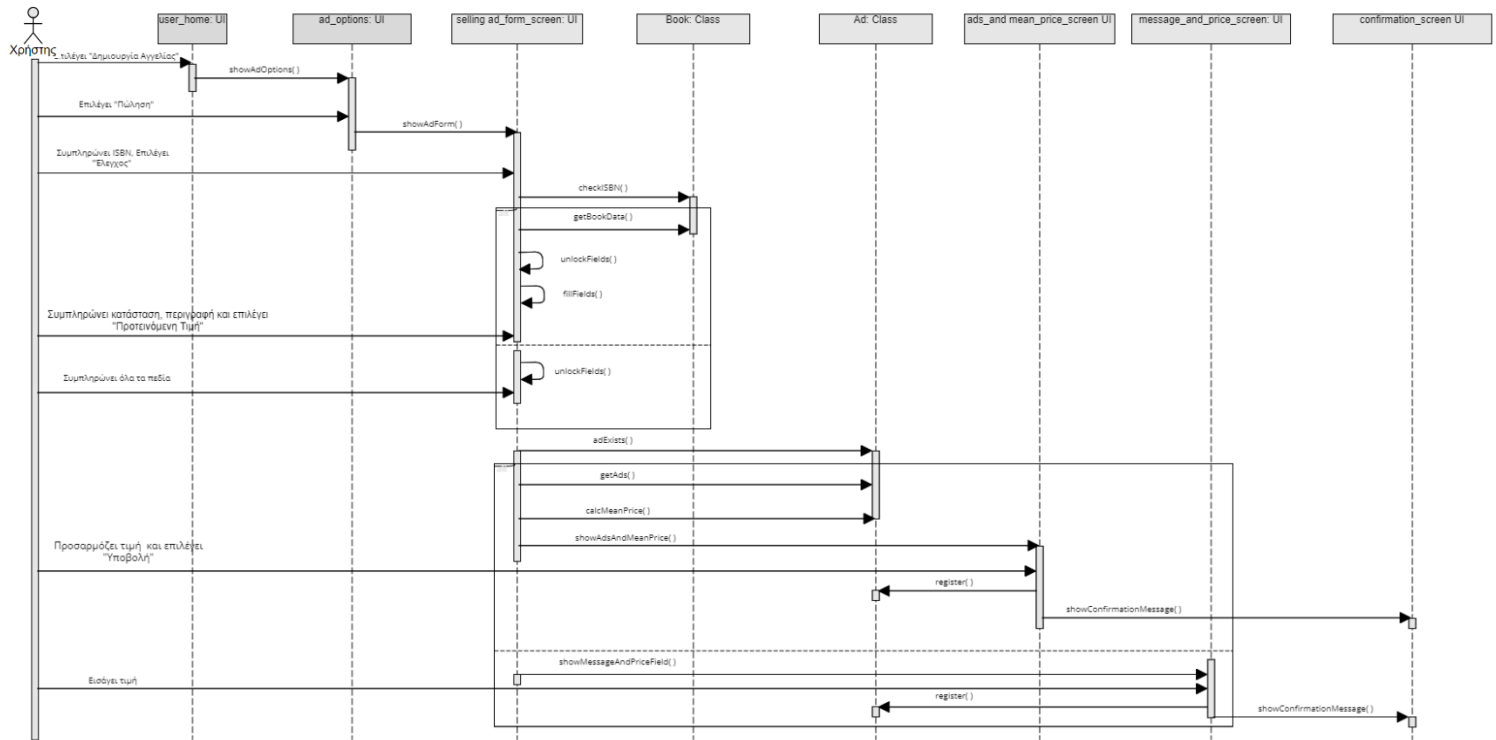 user_home: UI
ad_options: UI
selling ad_form_screen: UI
Book: Class
Ad: Class
ads_and mean_price_screen UI
message_and_price_screen: UI
confirmation_screen UI
Χρήστης
"Δημιουργία Αγγελίας"
showAdOptions( )
Επιλέγει "Πώληση"
showAdForm( )
Συμπληρώνει ISBN, Επιλέγει
"Έλεγχος"
checkISBN( )
getBookData( )
unlockFields( )
fillFields( )
Συμπληρώνει κατάσταση, περιγραφή και επιλέγει
"Προτεινόμενη Τιμή"
unlockFields( )
Συμπληρώνει όλα τα πεδία
adExists( )
getAds( )
calcMeanPrice( )
showAdsAndMeanPrice( )
Προσαρμόζει τιμή και επιλέγει
"Υποβολή"
register( )
showConfirmationMessage( )
showMessageAndPriceField( )
Εισάγει τιμή
register( )
showConfirmationMessage( )